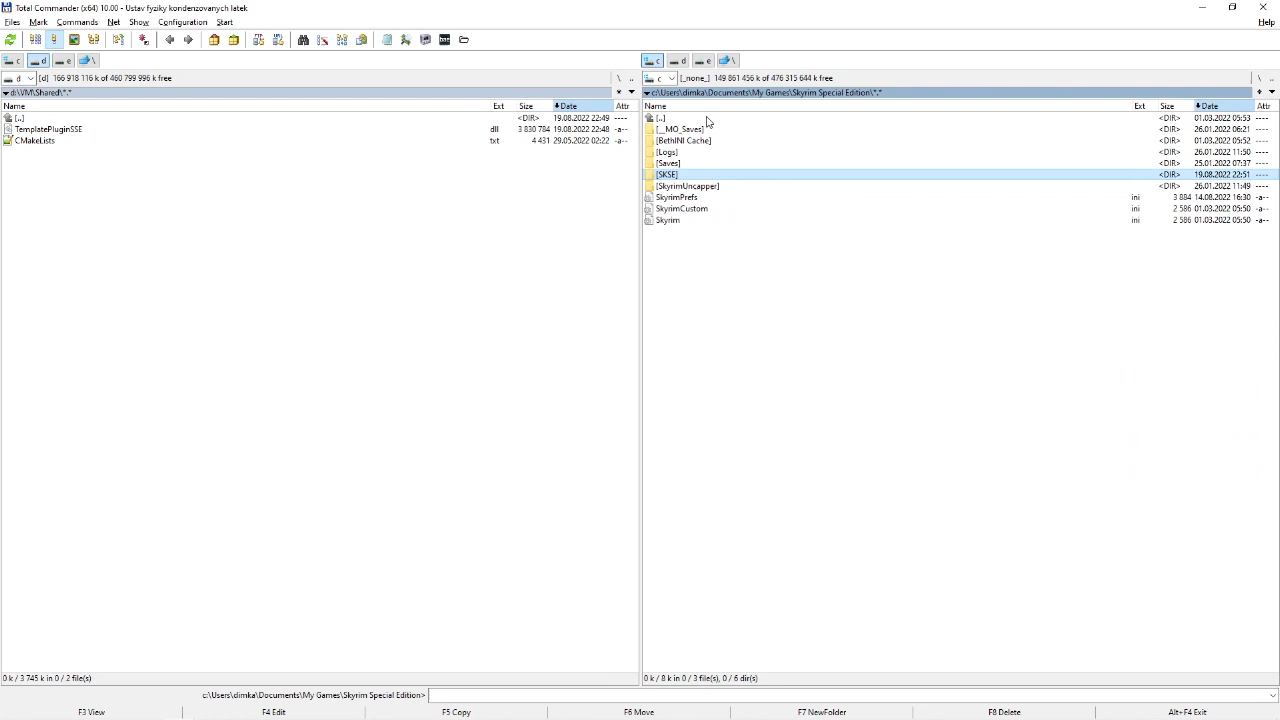 Total Commander (x64) 10.00 - Ustav fyziky kondenzovanych latek
Files Mark Commands Net Show Configuration Start Help
c d e \
d [d] 166 918 116 k of 460 799 996 k free \ ..
d:\VM\Shared\*.* *
Name Ext Size Date Attr
[..] <DIR> 19.08.2022 22:49 ----
TemplatePluginSSE dll 3 830 784 19.08.2022 22:48 -a--
CMakeLists txt 4 431 29.05.2022 02:22 -a--
0 k / 3 745 k in 0 / 2 file(s)
c d e \
c [_none_] 149 861 456 k of 476 315 644 k free \ ..
c:\Users\dimka\Documents\My Games\Skyrim Special Edition\*.* *
Name Ext Size Date Attr
[..] <DIR> 01.03.2022 05:53 ----
[__MO_Saves] <DIR> 26.01.2022 06:21 ----
[BethINI Cache] <DIR> 01.03.2022 05:52 ----
[Logs] <DIR> 26.01.2022 11:50 ----
[Saves] <DIR> 25.01.2022 07:37 ----
[SKSE] <DIR> 19.08.2022 22:51 ----
[SkyrimUncapper] <DIR> 26.01.2022 11:49 ----
SkyrimPrefs ini 3 884 14.08.2022 16:30 -a--
SkyrimCustom ini 2 586 01.03.2022 05:50 -a--
Skyrim ini 2 586 01.03.2022 05:50 -a--
0 k / 8 k in 0 / 3 file(s), 0 / 6 dir(s)
c:\Users\dimka\Documents\My Games\Skyrim Special Edition>
F3 View F4 Edit F5 Copy F6 Move F7 NewFolder F8 Delete Alt+F4 Exit